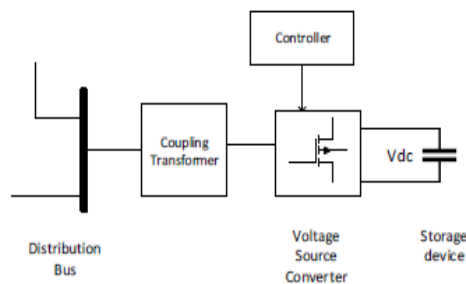 Controller
Coupling
Transformer
Vdc
Distribution
Bus
Voltage
Source
Converter
Storage
device